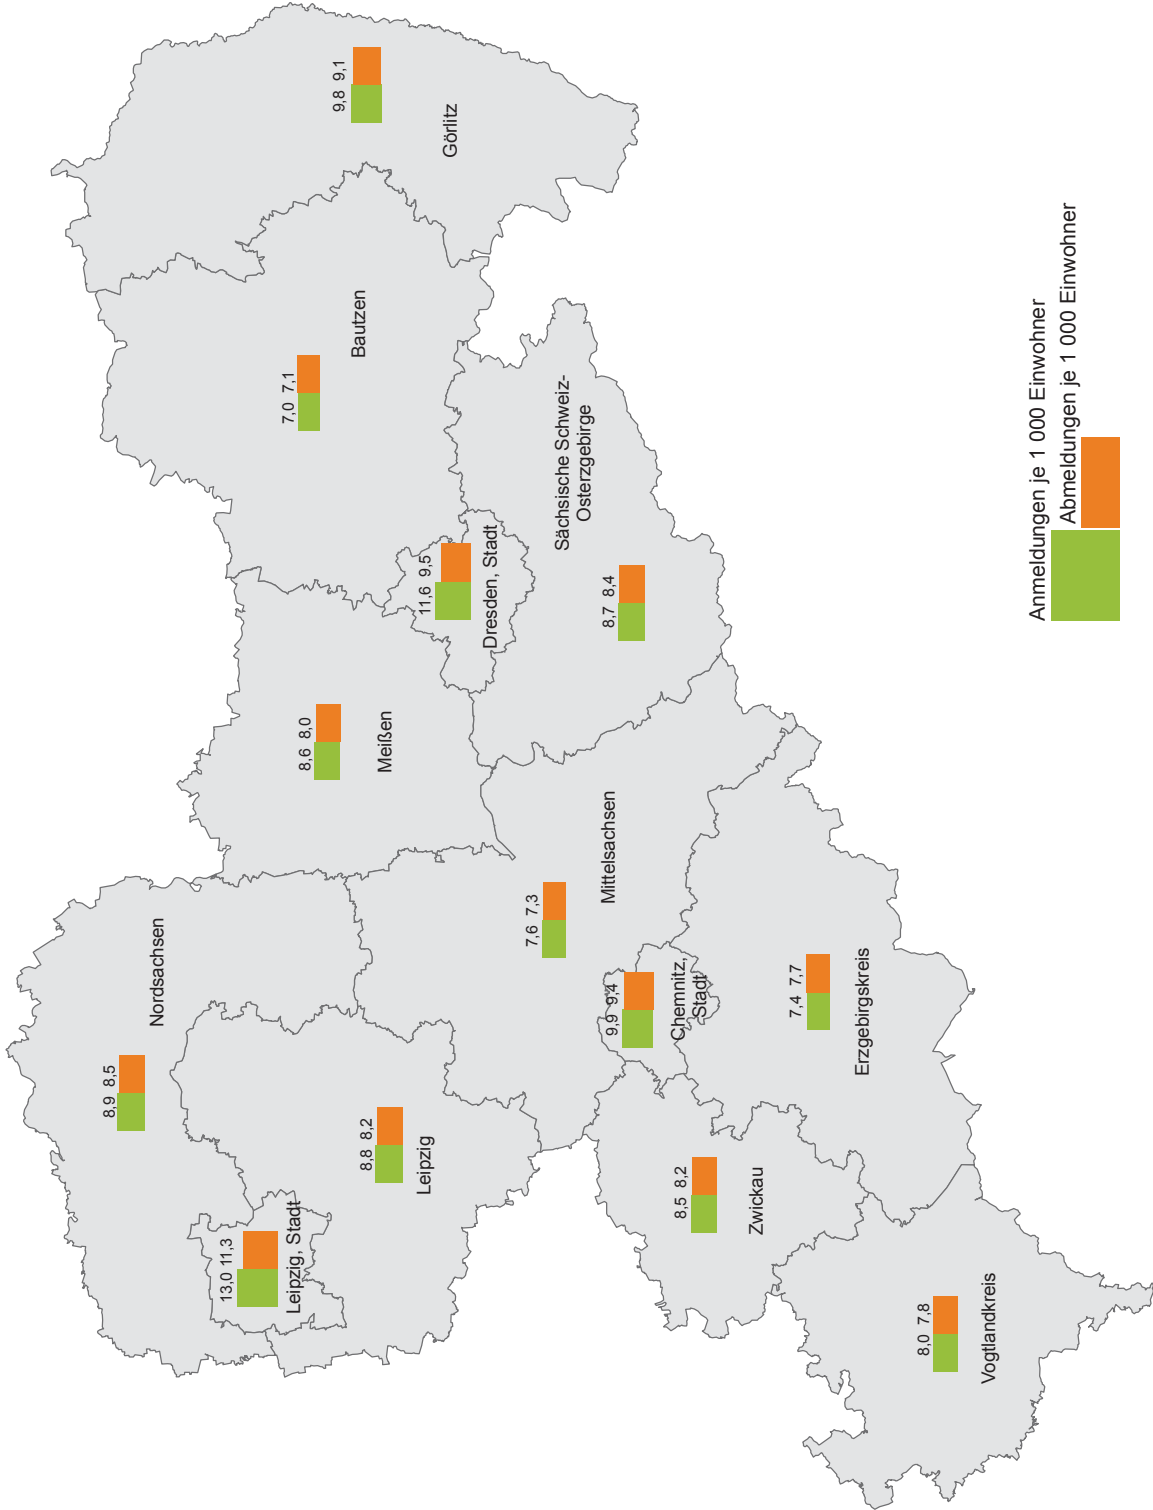 8,9 8,5
Nordsachsen
13,0 11,3
Leipzig, Stadt
8,8 8,2
Leipzig
8,6 8,0
Meißen
7,0 7,1
Bautzen
9,8 9,1
Görlitz
11,6 9,5
Dresden, Stadt
Sächsische Schweiz-
Osterzgebirge
8,7 8,4
7,6 7,3
Mittelsachsen
9,9 9,4
Chemnitz,
Stadt
8,5 8,2
Zwickau
7,4 7,7
Erzgebirgskreis
8,0 7,8
Vogtlandkreis
Anmeldungen je 1 000 Einwohner
Abmeldungen je 1 000 Einwohner